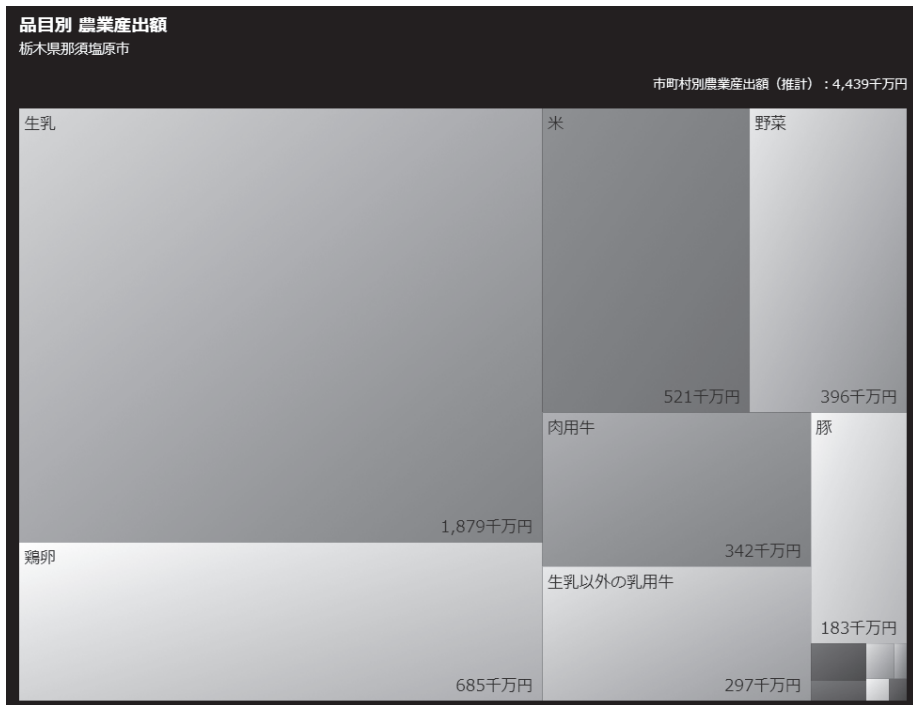 品目別 農業産出額
栃木県那須塩原市
市町村別農業産出額（推計）：4,439千万円
生乳
1,879千万円
鶏卵
685千万円
米
521千万円
野菜
396千万円
肉用牛
342千万円
生乳以外の乳用牛
297千万円
豚
183千万円